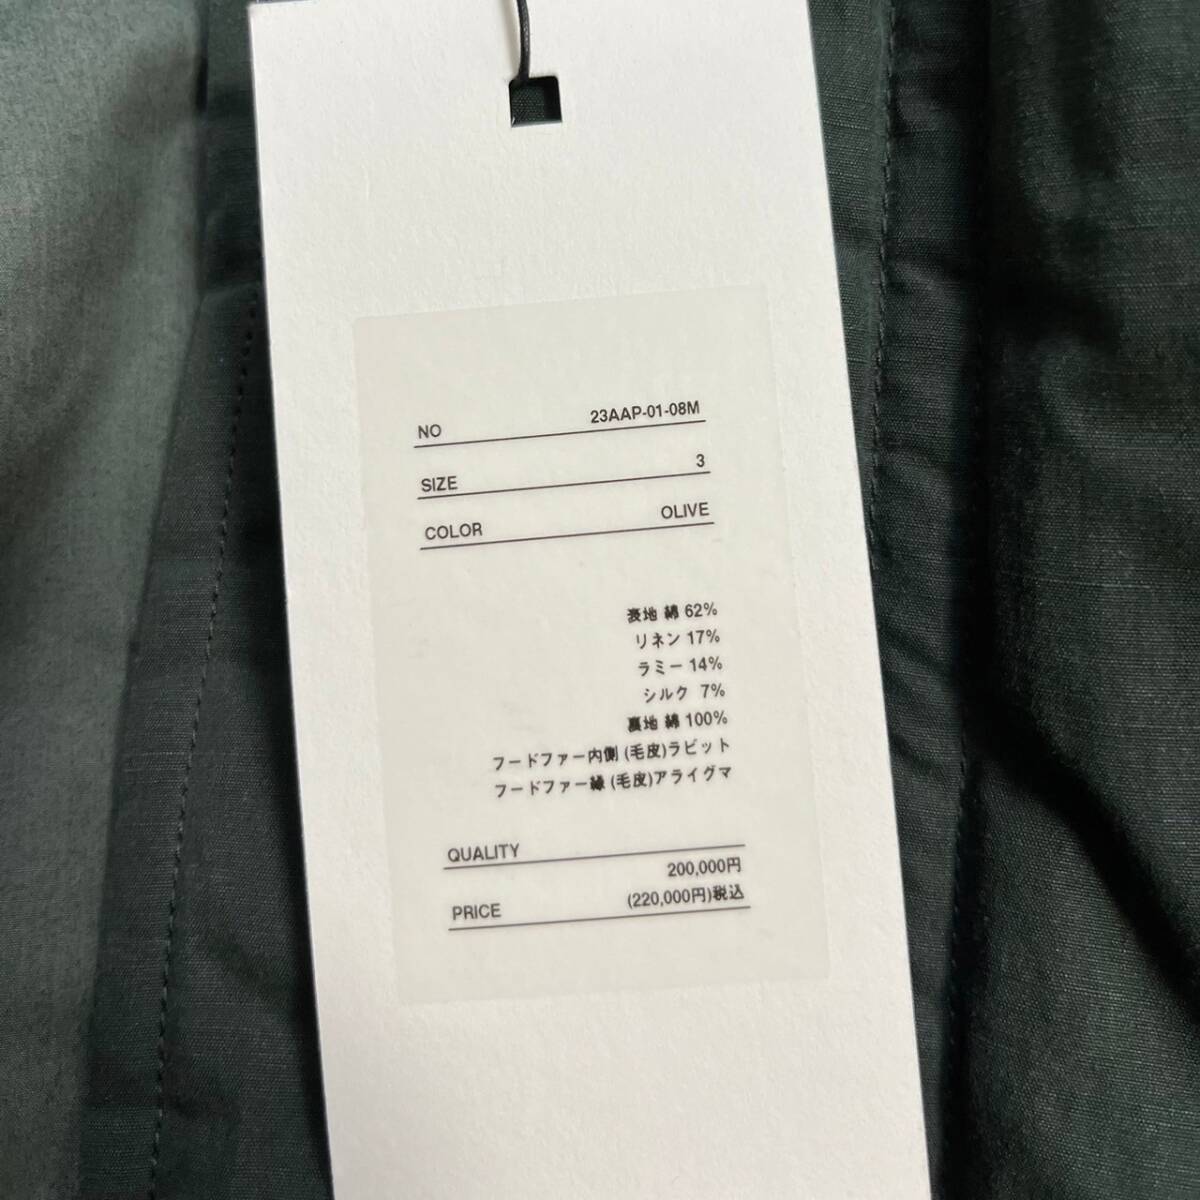 NO 23AAP-01-08M
SIZE 3
COLOR OLIVE
表地 綿 62%
リネン 17%
ラミー 14%
シルク 7%
裏地 綿 100%
フードファー内側 (毛皮)ラビット
フードファー縁 (毛皮)アライグマ
QUALITY
200,000円
PRICE (220,000円)税込